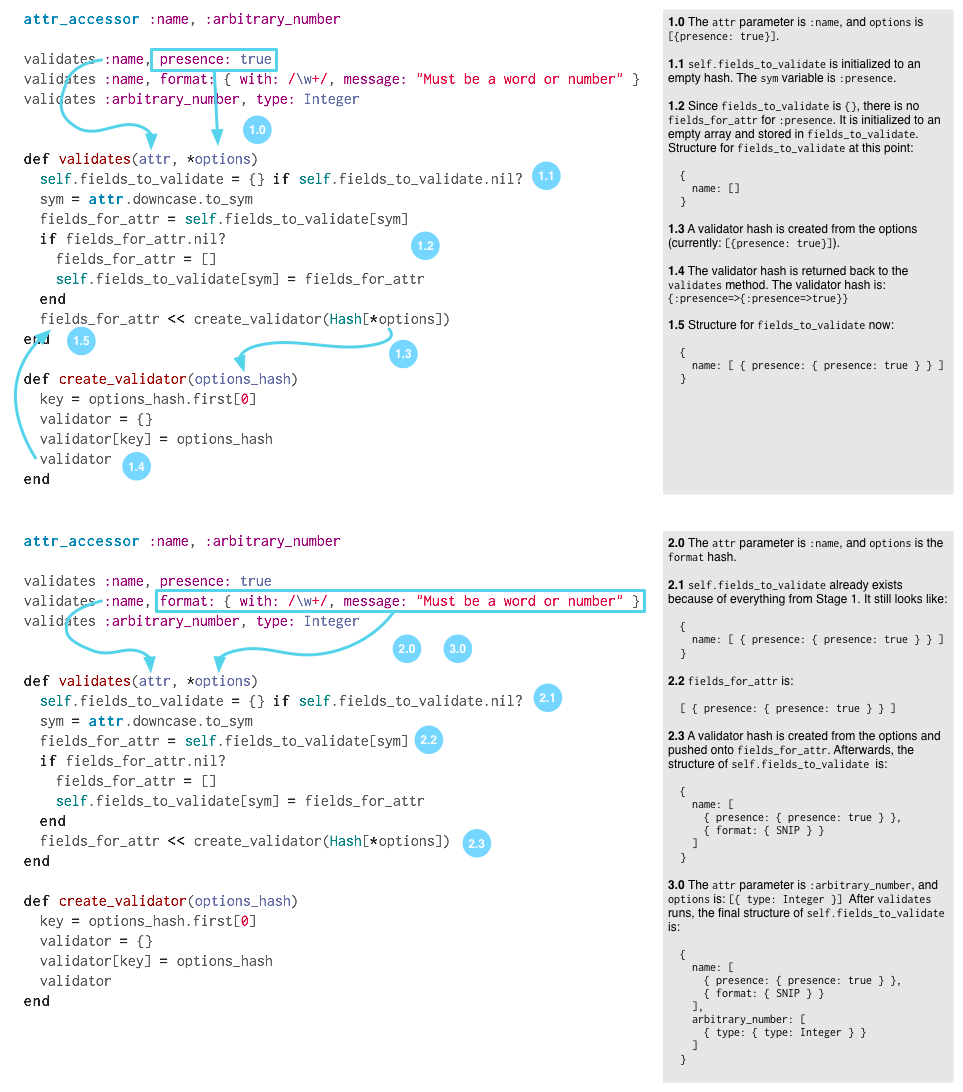 attr_accessor :name, :arbitrary_number
validates :name, presence: true
validates :name, format: { with: /\w+/, message: "Must be a word or number" }
validates :arbitrary_number, type: Integer
1.0
def validates(attr, *options)
self.fields_to_validate = {} if self.fields_to_validate.nil?
1.1
sym = attr.downcase.to_sym
fields_for_attr = self.fields_to_validate[sym]
if fields_for_attr.nil?
1.2
fields_for_attr = []
self.fields_to_validate[sym] = fields_for_attr
end
fields_for_attr << create_validator(Hash[*options])
end
1.5
1.3
def create_validator(options_hash)
key = options_hash.first[0]
validator = {}
validator[key] = options_hash
validator
1.4
end
1.0 The attr parameter is :name, and options is
[{presence: true}].
1.1 self.fields_to_validate is initialized to an
empty hash. The sym variable is :presence.
1.2 Since fields_to_validate is {}, there is no
fields_for_attr for :presence. It is initialized to an
empty array and stored in fields_to_validate.
Structure for fields_to_validate at this point:
{
name: []
}
1.3 A validator hash is created from the options
(currently: [{presence: true}]).
1.4 The validator hash is returned back to the
validates method. The validator hash is:
{:presence=>{:presence=>true}}
1.5 Structure for fields_to_validate now:
{
name: [ { presence: { presence: true } } ]
}
attr_accessor :name, :arbitrary_number
validates :name, presence: true
validates :name, format: { with: /\w+/, message: "Must be a word or number" }
validates :arbitrary_number, type: Integer
2.0
3.0
def validates(attr, *options)
self.fields_to_validate = {} if self.fields_to_validate.nil?
2.1
sym = attr.downcase.to_sym
fields_for_attr = self.fields_to_validate[sym]
2.2
if fields_for_attr.nil?
fields_for_attr = []
self.fields_to_validate[sym] = fields_for_attr
end
fields_for_attr << create_validator(Hash[*options])
2.3
end
def create_validator(options_hash)
key = options_hash.first[0]
validator = {}
validator[key] = options_hash
validator
end
2.0 The attr parameter is :name, and options is the
format hash.
2.1 self.fields_to_validate already exists
because of everything from Stage 1. It still looks like:
{
name: [ { presence: { presence: true } } ]
}
2.2 fields_for_attr is:
[ { presence: { presence: true } } ]
2.3 A validator hash is created from the options and
pushed onto fields_for_attr. Afterwards, the
structure of self.fields_to_validate is:
{
name: [
{ presence: { presence: true } },
{ format: { SNIP } }
]
}
3.0 The attr parameter is :arbitrary_number, and
options is: [{ type: Integer }] After validates
runs, the final structure of self.fields_to_validate
is:
{
name: [
{ presence: { presence: true } },
{ format: { SNIP } }
],
arbitrary_number: [
{ type: { type: Integer } }
]
}